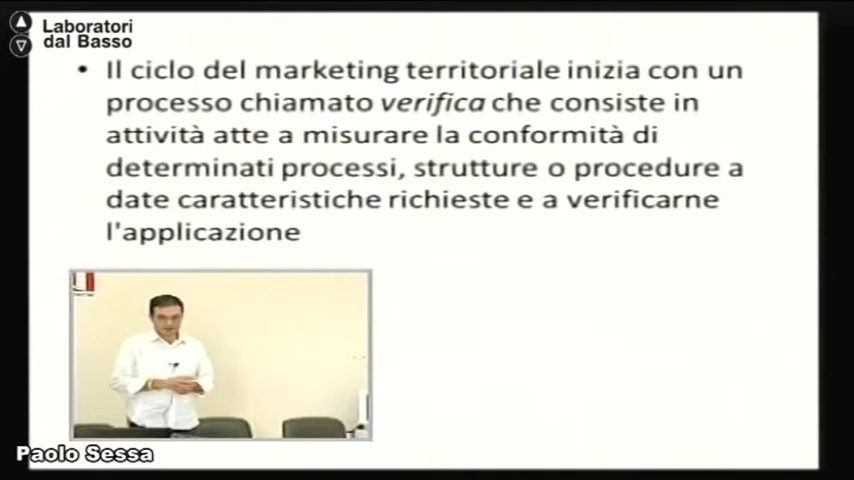 Laboratori
dal Basso
• Il ciclo del marketing territoriale inizia con un
processo chiamato verifica che consiste in
attività atte a misurare la conformità di
determinati processi, strutture o procedure a
date caratteristiche richieste e a verificarne
l'applicazione
Paolo Sessa